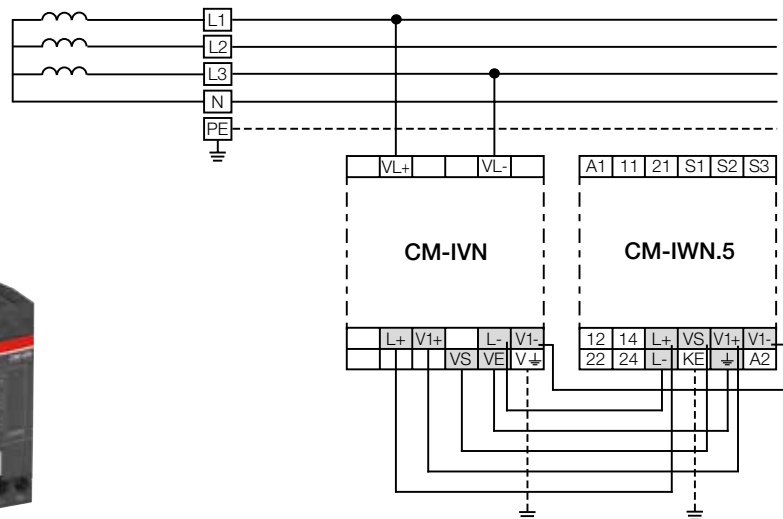 L1
L2
L3
N
PE
VL+ VL-
A1 11 21 S1 S2 S3
CM-IVN
CM-IWN.5
L+ V1+ L- V1-
VS VE V⏚
12 14 L+ VS V1+ V1-
22 24 L- KE ⏚ A2